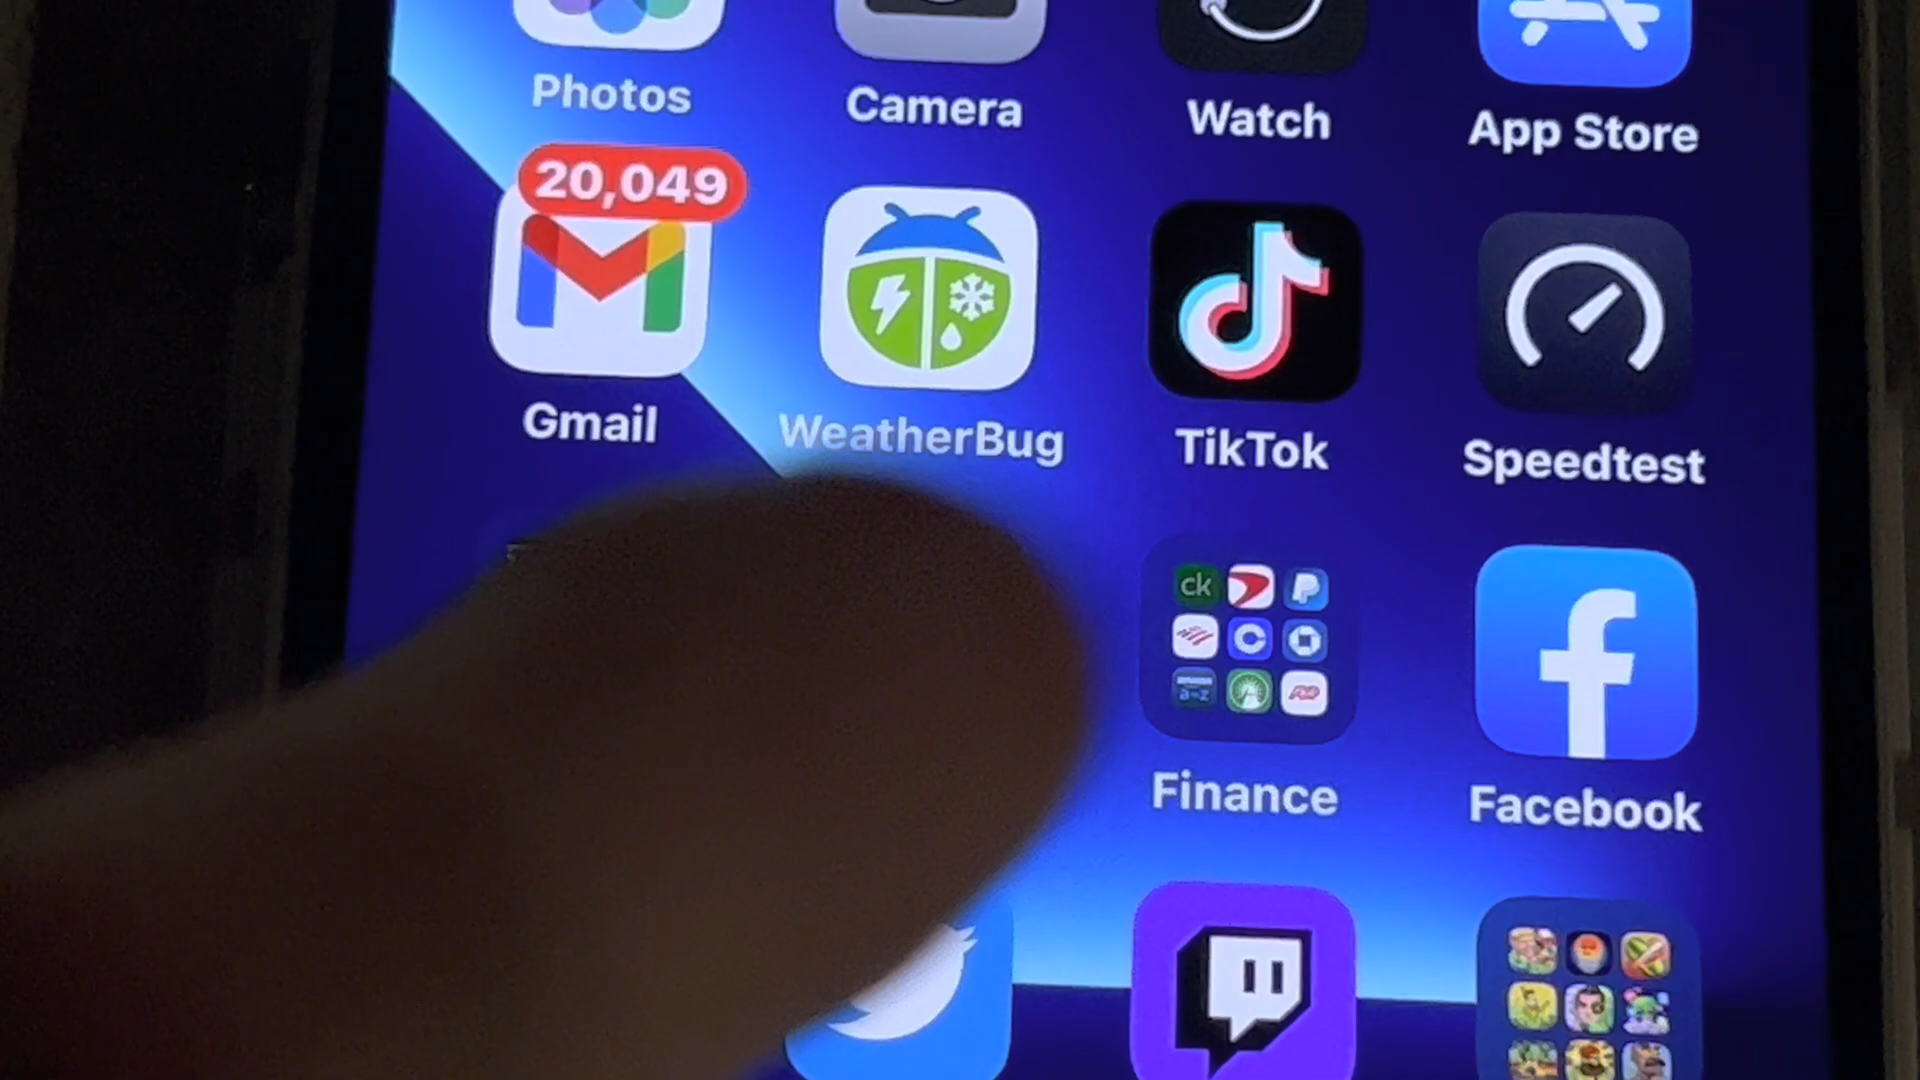 Photos
Camera
Watch
App Store
20,049
Gmail
WeatherBug
TikTok
Speedtest
ck
Finance
Facebook